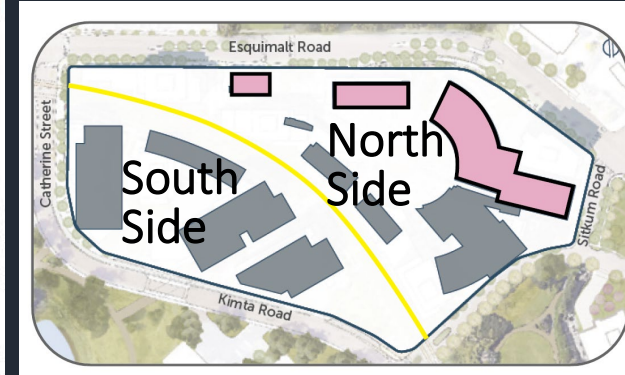 Esquimalt Road
Catherine Street
North
Side
South
Side
Sitkum Road
Kimta Road